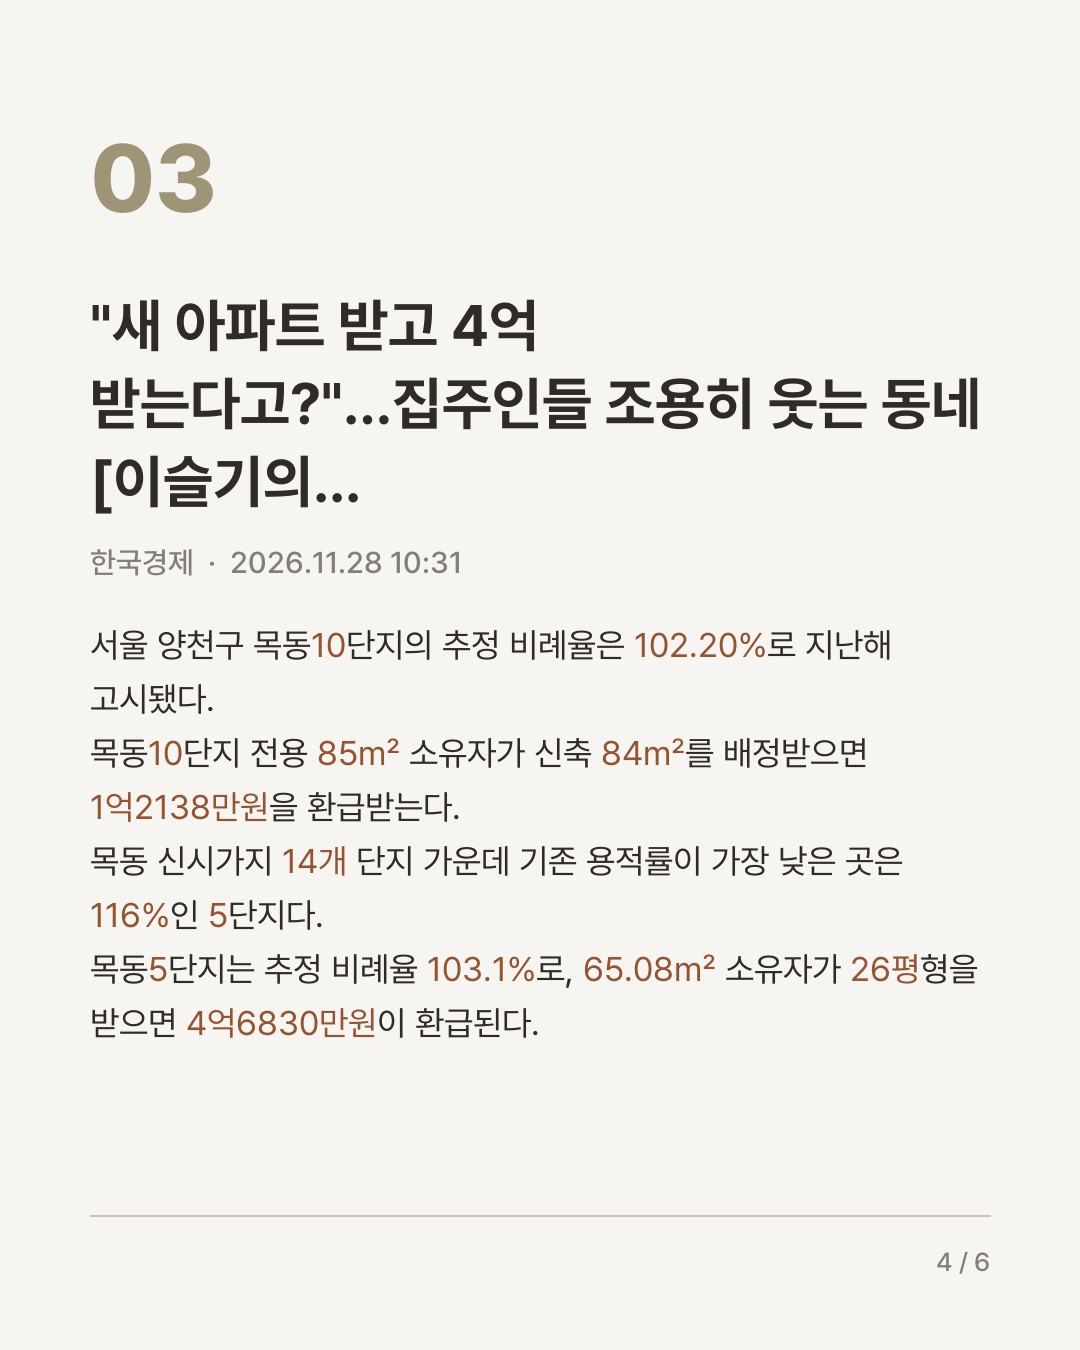 03
"새 아파트 받고 4억
받는다고?"...집주인들 조용히 웃는 동네
[이슬기의...
한국경제 · 2026.11.28 10:31
서울 양천구 목동10단지의 추정 비례율은 102.20%로 지난해
고시됐다.
목동10단지 전용 85m² 소유자가 신축 84m²를 배정받으면
1억2138만원을 환급받는다.
목동 신시가지 14개 단지 가운데 기존 용적률이 가장 낮은 곳은
116%인 5단지다.
목동5단지는 추정 비례율 103.1%로, 65.08m² 소유자가 26평형을
받으면 4억6830만원이 환급된다.
4 / 6